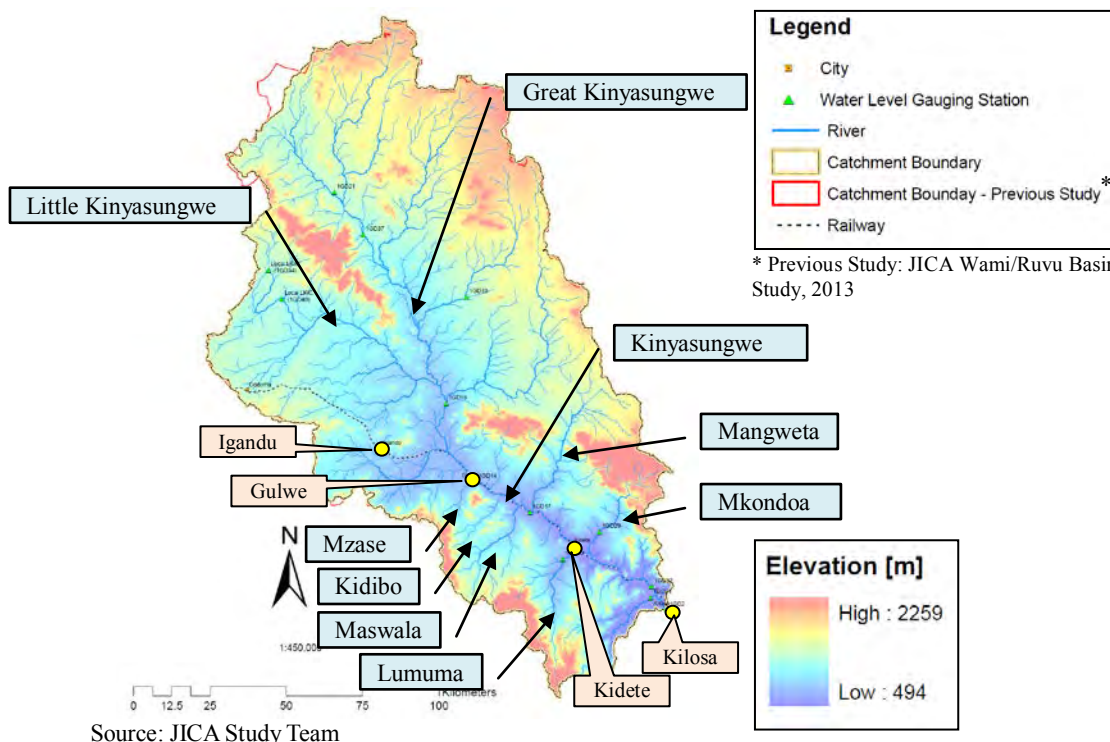 Great Kinyasungwe
Little Kinyasungwe
Kinyasungwe
Igandu
Gulwe
Mangweta
Mkondoa
Mzase
Kidibo
Maswala
Lumuma
Kidete
Kilosa
N
1:450,000
0 12.5 25 50 75 100
Kilometers
Source: JICA Study Team
Legend
City
Water Level Gauging Station
River
Catchment Boundary
Catchment Bounday - Previous Study*
Railway
* Previous Study: JICA Wami/Ruvu Basin
Study, 2013
Elevation [m]
High : 2259
Low : 494